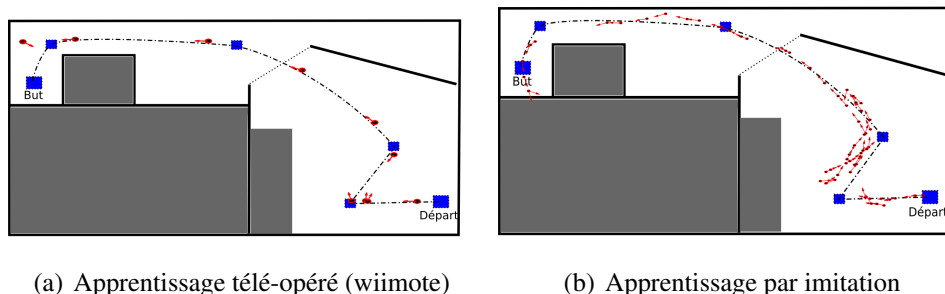 But
Départ
But
Départ
(a) Apprentissage télé-opéré (wiimote)
(b) Apprentissage par imitation